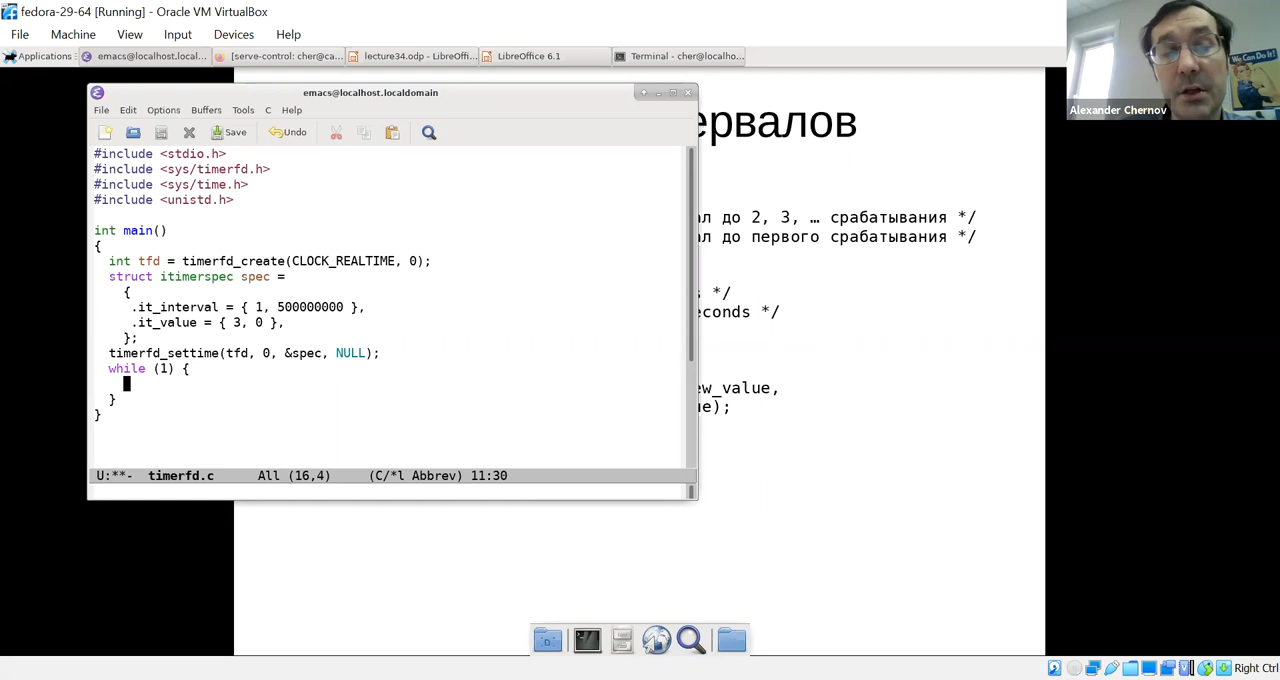 fedora-29-64 [Running] - Oracle VM VirtualBox
File Machine View Input Devices Help
Applications emacs@localhost.local... [serve-control: cher@ca... lecture34.odp - LibreOffi... LibreOffice 6.1 Terminal - cher@localho...
Alexander Chernov
We Can Do It!
emacs@localhost.localdomain
File Edit Options Buffers Tools C Help
Save Undo
#include <stdio.h>
#include <sys/timerfd.h>
#include <sys/time.h>
#include <unistd.h>
int main()
{
int tfd = timerfd_create(CLOCK_REALTIME, 0);
struct itimerspec spec =
{
.it_interval = { 1, 500000000 },
.it_value = { 3, 0 },
};
timerfd_settime(tfd, 0, &spec, NULL);
while (1) {
}
}
U:**- timerfd.c All (16,4) (C/*l Abbrev) 11:30
ервалов
ал до 2, 3, … срабатывания */
ал до первого срабатывания */
s */
econds */
ew_value,
ue);
Right Ctrl